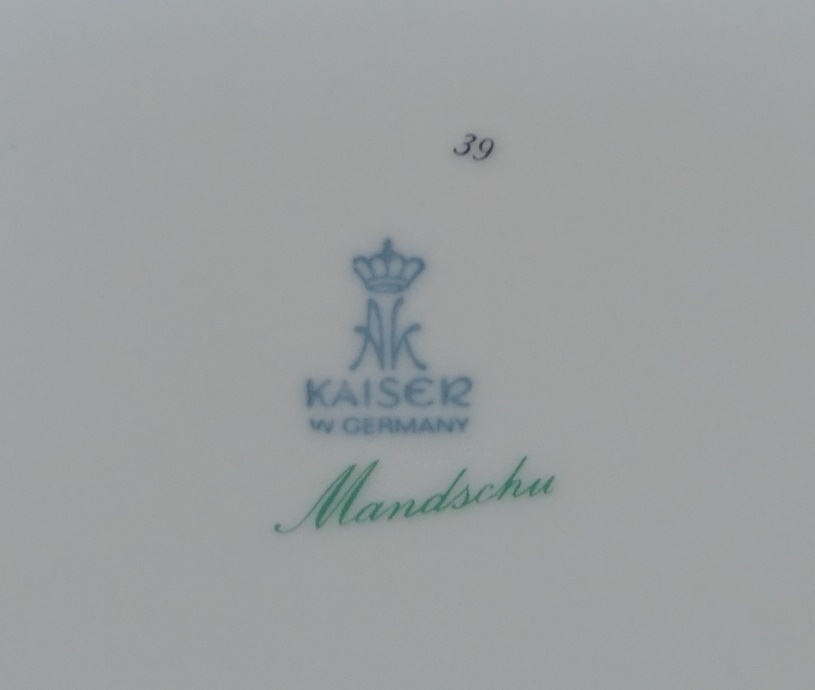 39
AK
KAISER
W GERMANY
Mandschu